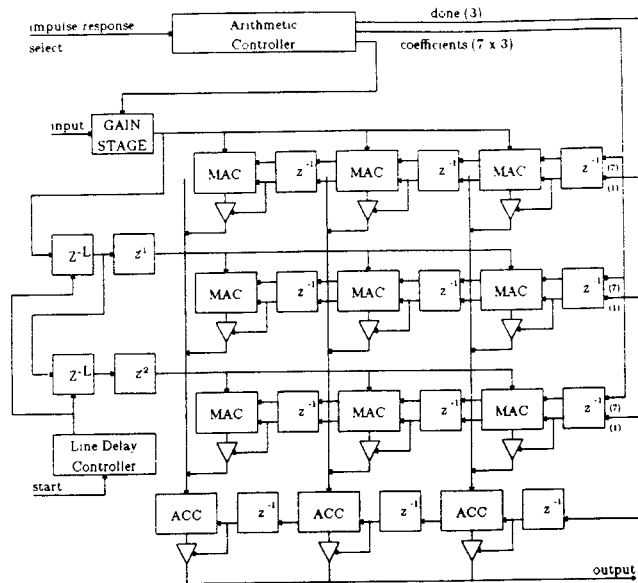 done (3)
impulse response
select
Arithmetic
Controller
coefficients (7 x 3)
input
GAIN
STAGE
MAC
z⁻¹
MAC
z⁻¹
MAC
z⁻¹
(7)
(1)
Z⁻ᴸ
z¹
MAC
z⁻¹
MAC
z⁻¹
MAC
z⁻¹
(7)
(1)
Z⁻ᴸ
z²
MAC
z⁻¹
MAC
z⁻¹
MAC
z⁻¹
(7)
(1)
Line Delay
Controller
start
ACC
z⁻¹
ACC
z⁻¹
ACC
z⁻¹
output